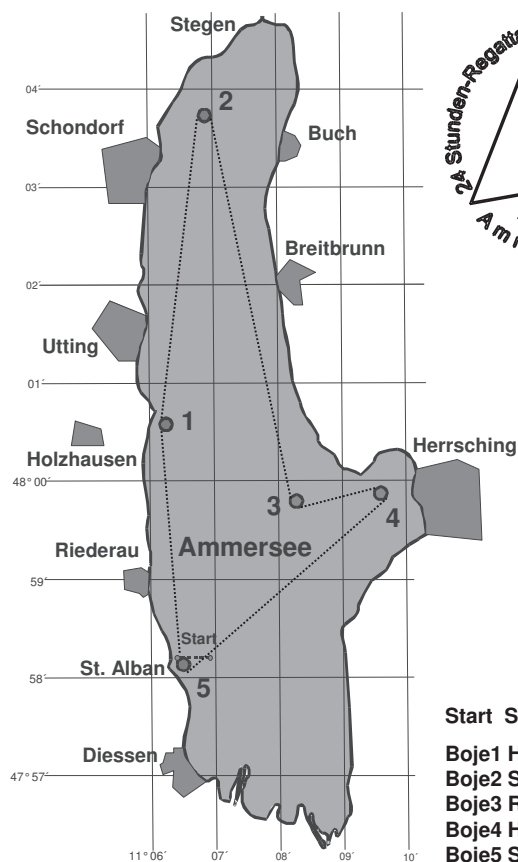 Stegen
04´
2
Schondorf
Buch
24 Stunden-Regatta
03´
Am
Breitbrunn
02´
Utting
01´
1
Holzhausen
Herrsching
48° 00´
3
4
Riederau
Ammersee
59´
Start
St. Alban
58´
5
Start S
Diessen
Boje1 H
47° 57´
Boje2 S
Boje3 R
Boje4 H
Boje5 S
11° 06´ 07´ 08´ 09´ 10´